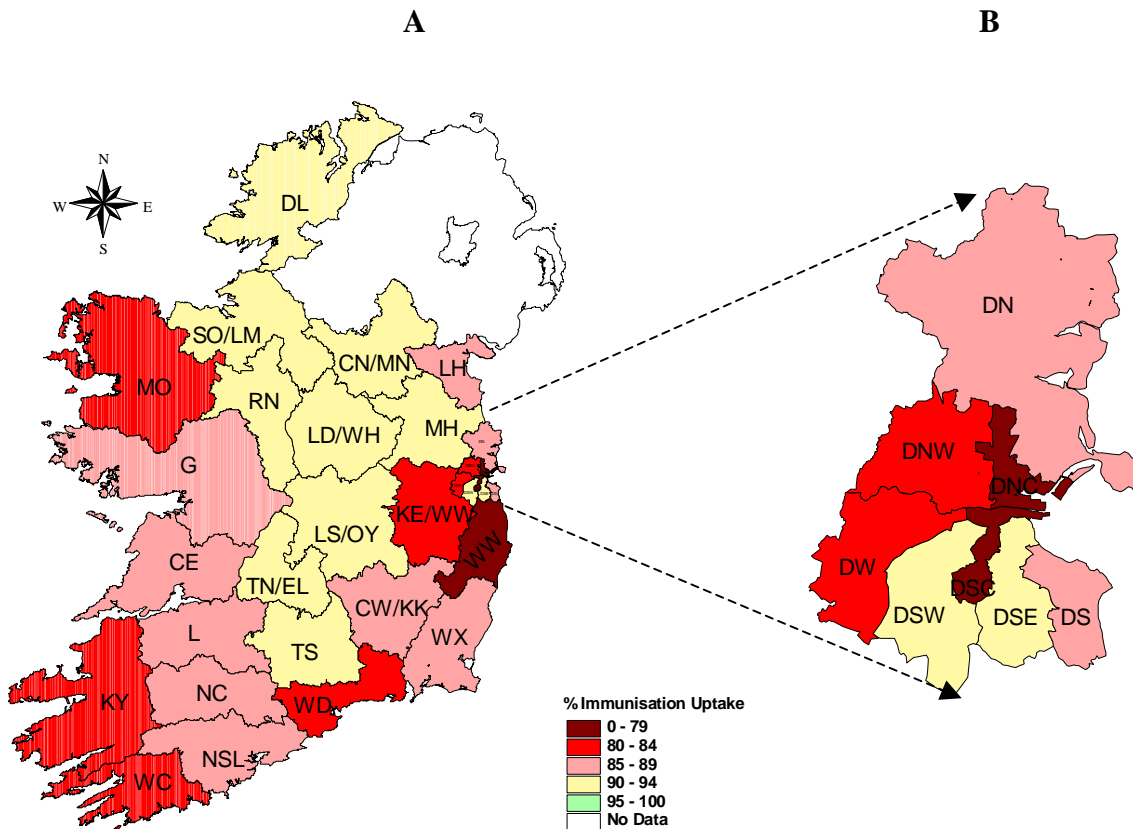 A
B
N
W E
S
DL
SO/LM
CN/MN
LH
MO
RN
LD/WH
MH
G
KE/WW
LS/OY
WW
CE
TN/EL
CW/KK
L
TS
WX
KY
NC
WD
NSL
WC
DN
DNW
DNC
DW
DSC
DSW
DSE
DS
% Immunisation Uptake
0 - 79
80 - 84
85 - 89
90 - 94
95 - 100
No Data